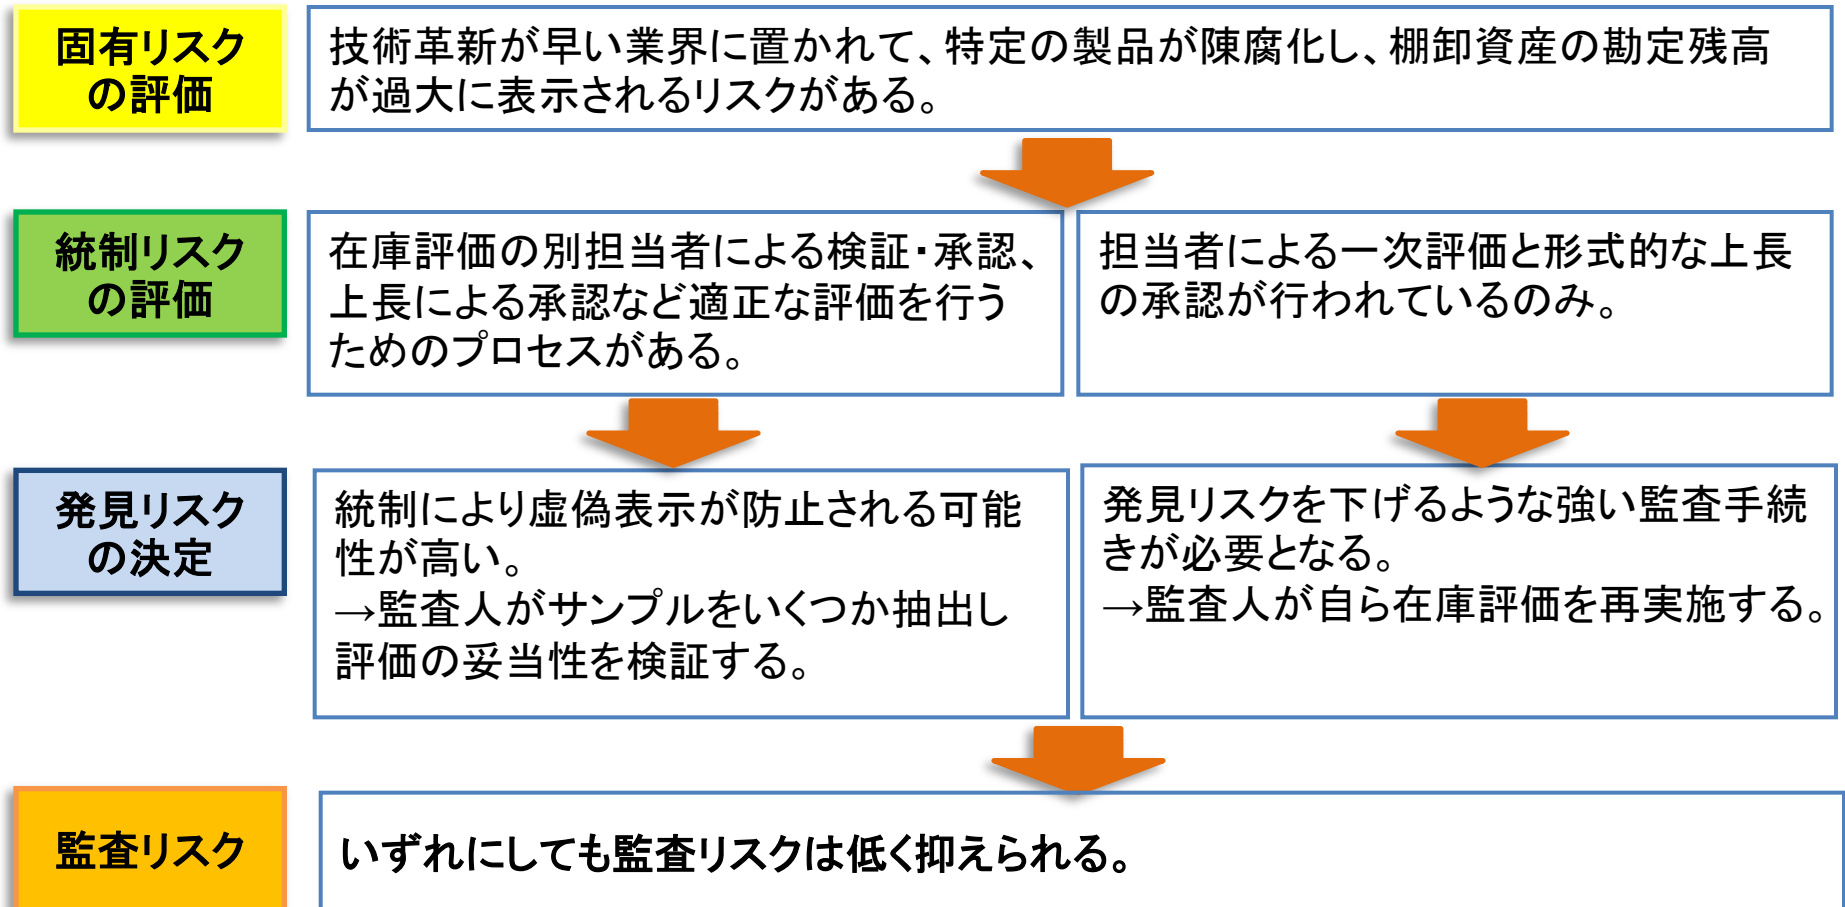 固有リスク
の評価
技術革新が早い業界に置かれて、特定の製品が陳腐化し、棚卸資産の勘定残高
が過大に表示されるリスクがある。
統制リスク
の評価
在庫評価の別担当者による検証・承認、
上長による承認など適正な評価を行う
ためのプロセスがある。
担当者による一次評価と形式的な上長
の承認が行われているのみ。
発見リスク
の決定
統制により虚偽表示が防止される可能
性が高い。
→監査人がサンプルをいくつか抽出し
評価の妥当性を検証する。
発見リスクを下げるような強い監査手続
きが必要となる。
→監査人が自ら在庫評価を再実施する。
監査リスク
いずれにしても監査リスクは低く抑えられる。